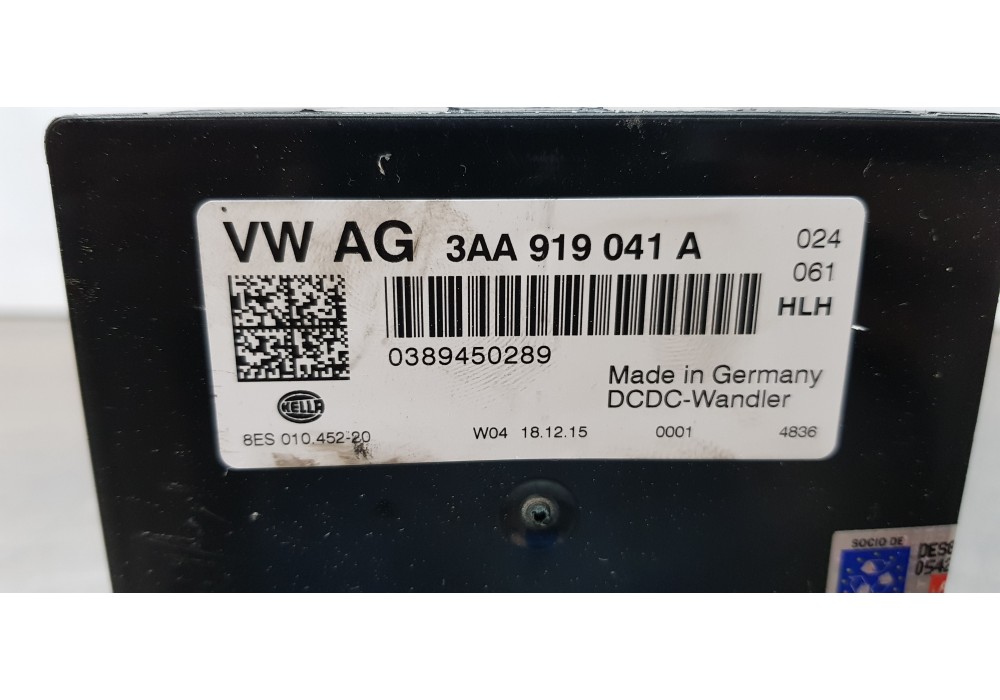 VW AG 3AA 919 041 A 024
061
HLH
0389450289
Made in Germany
DCDC-Wandler
HELLA
8ES 010.452-20 W04 18.12.15 0001 4836
SOCIO DE